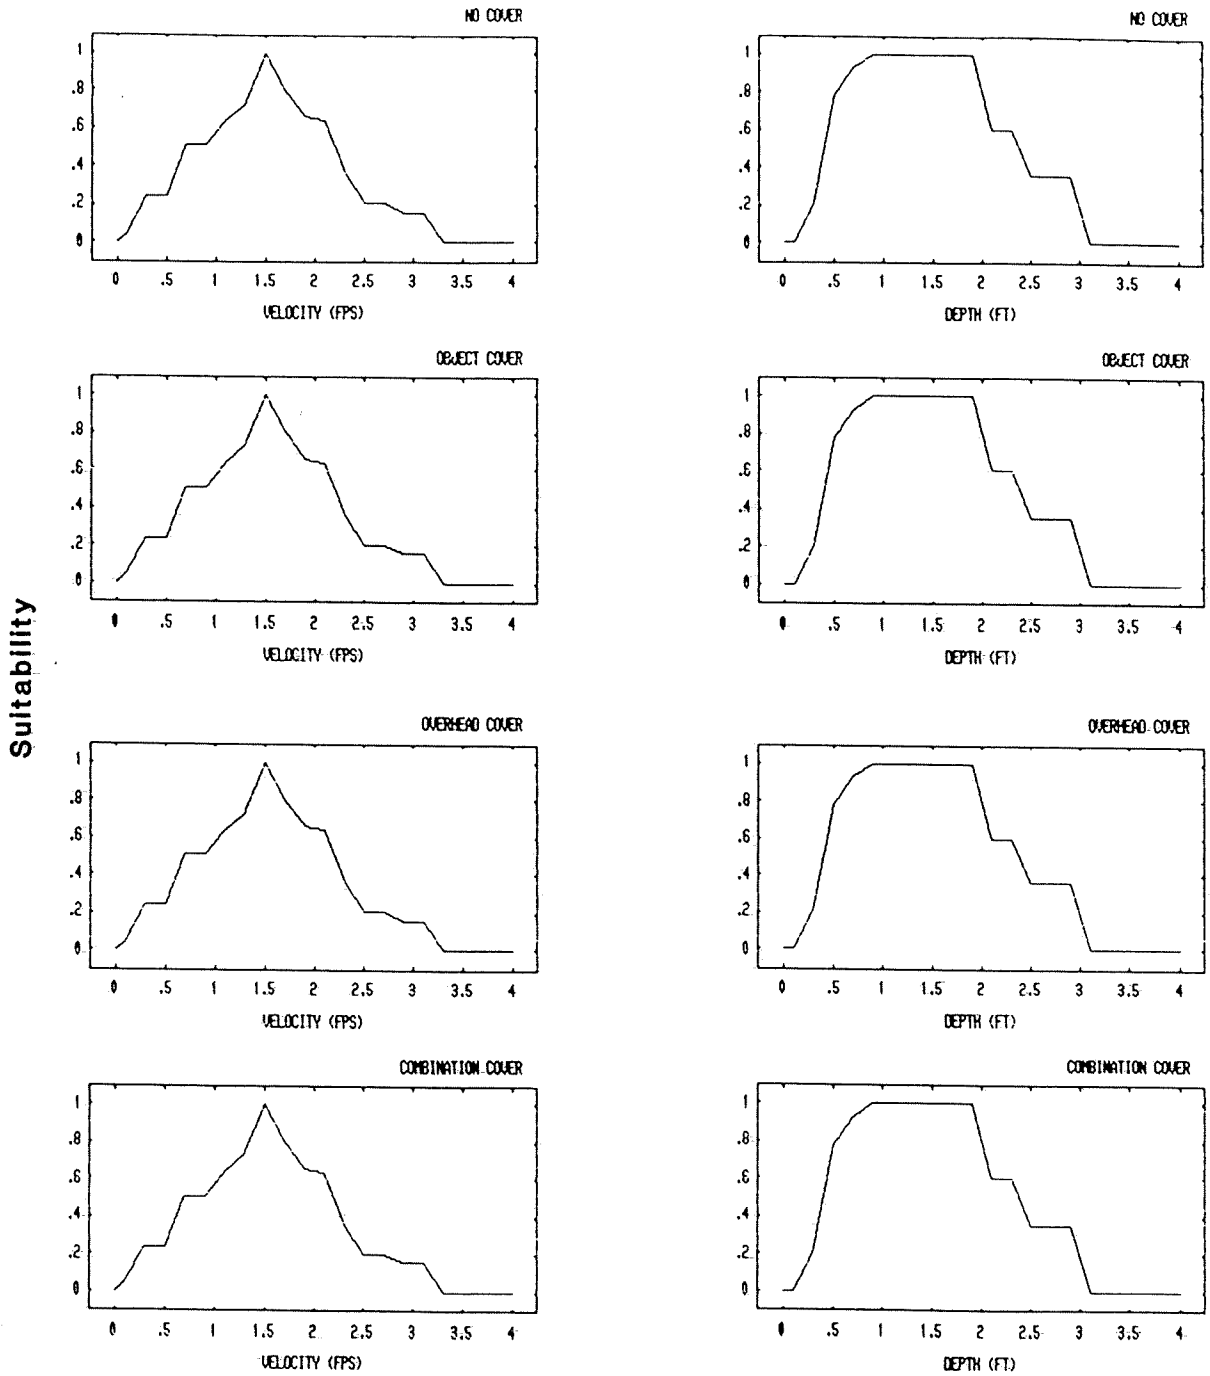 Suitability
NO COVER
1
.8
.6
.4
.2
0
0 .5 1 1.5 2 2.5 3 3.5 4
VELOCITY (FPS)
NO COVER
1
.8
.6
.4
.2
0
0 .5 1 1.5 2 2.5 3 3.5 4
DEPTH (FT)
OBJECT COVER
1
.8
.6
.4
.2
0
0 .5 1 1.5 2 2.5 3 3.5 4
VELOCITY (FPS)
OBJECT COVER
1
.8
.6
.4
.2
0
0 .5 1 1.5 2 2.5 3 3.5 4
DEPTH (FT)
OVERHEAD COVER
1
.8
.6
.4
.2
0
0 .5 1 1.5 2 2.5 3 3.5 4
VELOCITY (FPS)
OVERHEAD COVER
1
.8
.6
.4
.2
0
0 .5 1 1.5 2 2.5 3 3.5 4
DEPTH (FT)
COMBINATION COVER
1
.8
.6
.4
.2
0
0 .5 1 1.5 2 2.5 3 3.5 4
VELOCITY (FPS)
COMBINATION COVER
1
.8
.6
.4
.2
0
0 .5 1 1.5 2 2.5 3 3.5 4
DEPTH (FT)